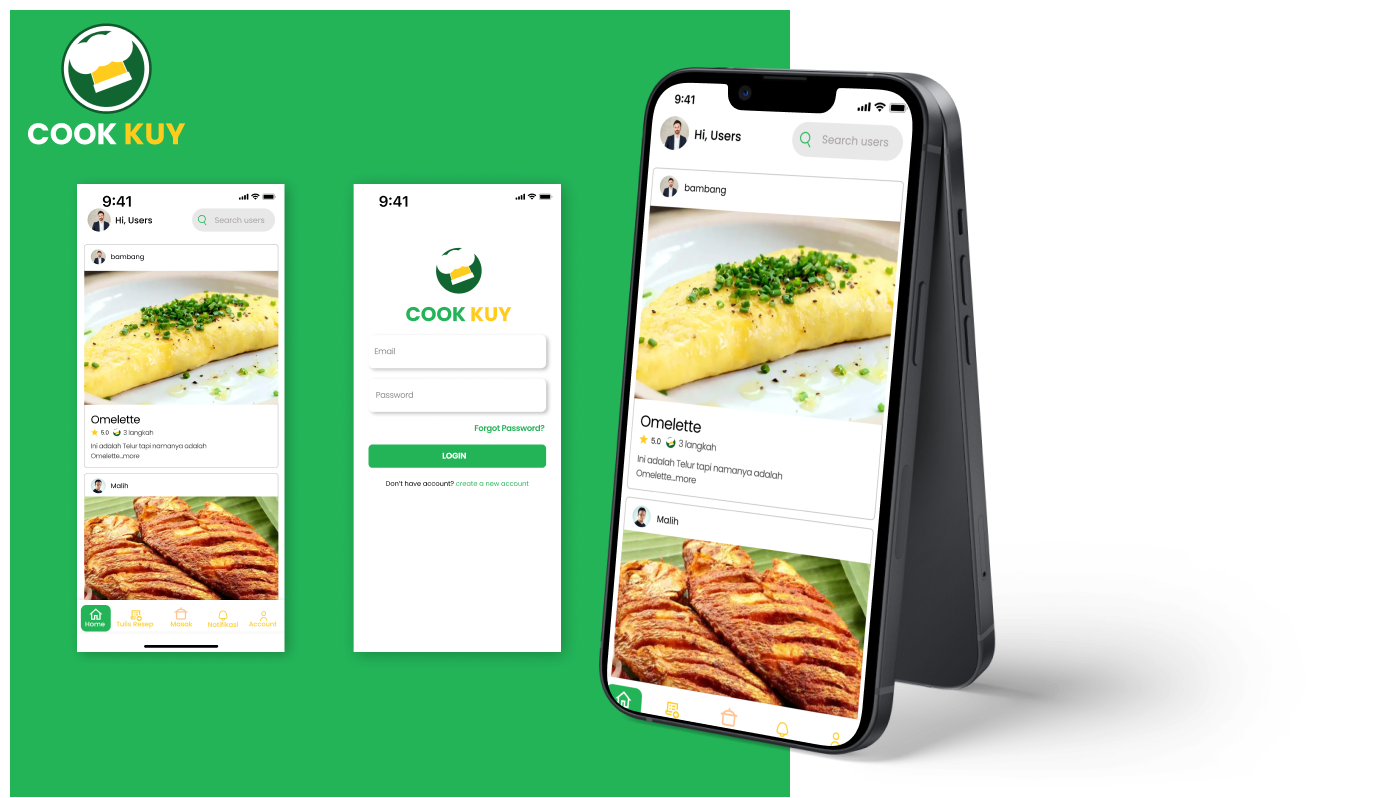 COOK KUY
9:41
Hi, Users
Search users
bambang
Omelette
5.0 3 langkah
Ini adalah Telur tapi namanya adalah
Omelette...more
Malih
Home Tulis Resep Masak Notifikasi Account
9:41
COOK KUY
Email
Password
Forgot Password?
LOGIN
Don't have account? create a new account
9:41
Hi, Users
Search users
bambang
Omelette
5.0 3 langkah
Ini adalah Telur tapi namanya adalah
Omelette...more
Malih